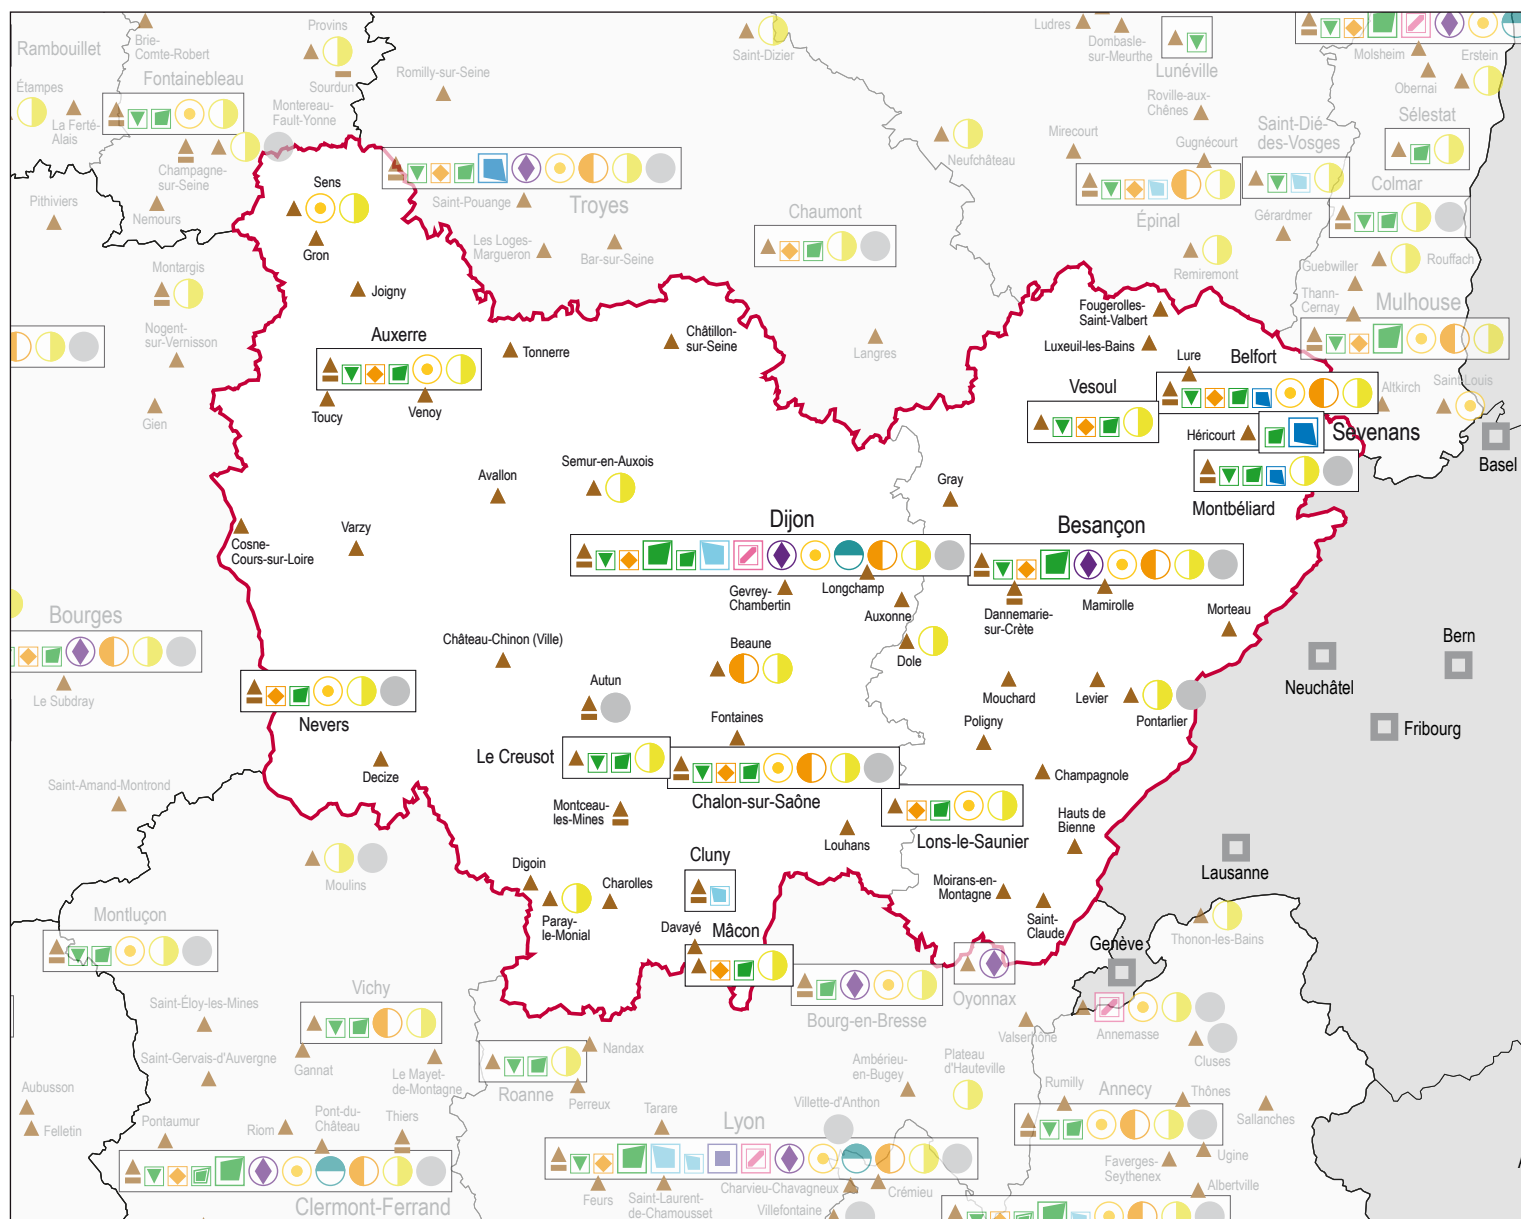 Rambouillet
Brie-
Comte-Robert
Provins
Saint-Dizier
Ludres
Dombasle-
sur-Meurthe
Lunéville
Molsheim
Erstein
Obernai
Étampes
Fontainebleau
Sourdun
Romilly-sur-Seine
La Ferté-
Alais
Montereau-
Fault-Yonne
Roville-aux-
Chênes
Sélestat
Saint-Dié-
des-Vosges
Mirecourt
Gugnécourt
Neufchâteau
Champagne-
sur-Seine
Colmar
Pithiviers
Nemours
Sens
Saint-Pouange
Troyes
Chaumont
Épinal
Gérardmer
Gron
Les Loges-
Margueron
Bar-sur-Seine
Remiremont
Guebwiller
Rouffach
Montargis
Joigny
Thann-
Cernay
Mulhouse
Nogent-
sur-Vernisson
Auxerre
Tonnerre
Châtillon-
sur-Seine
Langres
Fougerolles-
Saint-Valbert
Luxeuil-les-Bains
Lure
Belfort
Vesoul
Altkirch
Saint-Louis
Gien
Toucy
Venoy
Héricourt
Sevenans
Basel
Avallon
Semur-en-Auxois
Gray
Montbéliard
Cosne-
Cours-sur-Loire
Varzy
Dijon
Besançon
Gevrey-
Chambertin
Longchamp
Auxonne
Dannemarie-
sur-Crète
Mamirolle
Morteau
Bourges
Château-Chinon (Ville)
Beaune
Dole
Neuchâtel
Bern
Le Subdray
Autun
Mouchard
Levier
Pontarlier
Nevers
Fontaines
Poligny
Fribourg
Le Creusot
Decize
Champagnole
Saint-Amand-Montrond
Chalon-sur-Saône
Montceau-
les-Mines
Hauts de
Bienne
Louhans
Lons-le-Saunier
Lausanne
Moulins
Digoin
Cluny
Charolles
Moirans-en-
Montagne
Saint-
Claude
Montluçon
Paray-
le-Monial
Davayé
Mâcon
Genève
Thonon-les-Bains
Vichy
Saint-Éloy-les-Mines
Oyonnax
Bourg-en-Bresse
Valserhône
Annemasse
Cluses
Saint-Gervais-d'Auvergne
Gannat
Le Mayet-
de-Montagne
Nandax
Ambérieu-
en-Bugey
Plateau
d'Hauteville
Aubusson
Roanne
Perreux
Rumilly
Annecy
Thônes
Sallanches
Felletin
Pontaumur
Riom
Pont-du-
Château
Thiers
Tarare
Lyon
Villette-d'Anthon
Ugine
Faverges-
Seythenex
Clermont-Ferrand
Feurs
Saint-Laurent-
de-Chamousset
Charvieu-Chavagneux
Crémieu
Villefontaine
Albertville